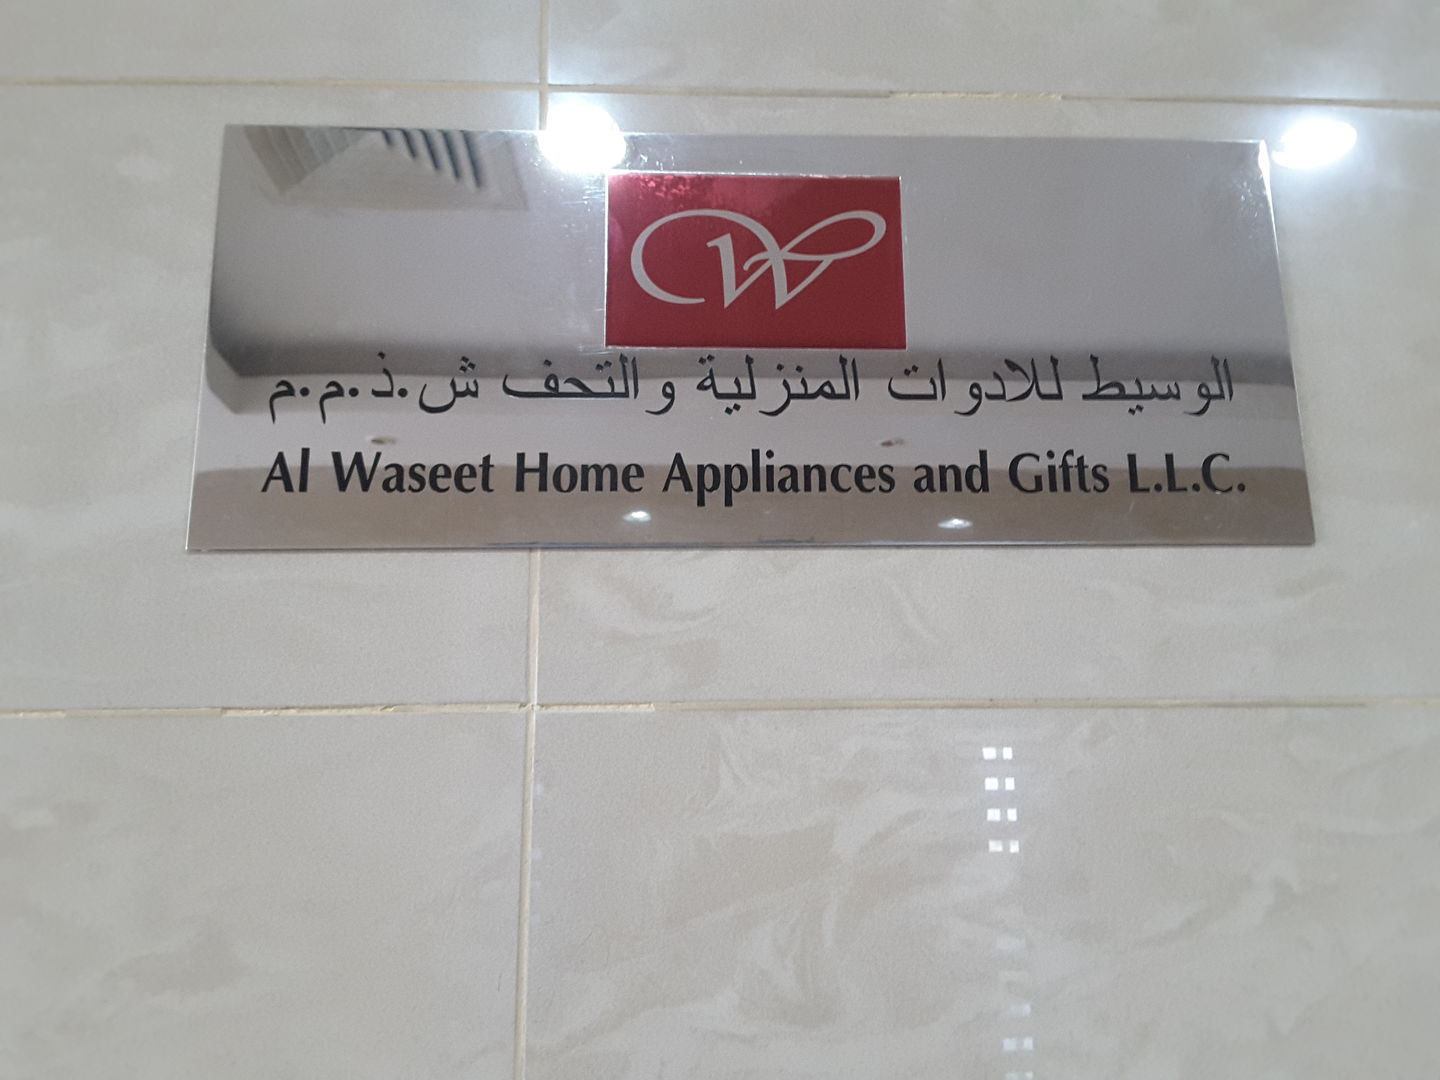 W
الوسيط للادوات المنزلية والتحف ش.ذ.م.م
Al Waseet Home Appliances and Gifts L.L.C.